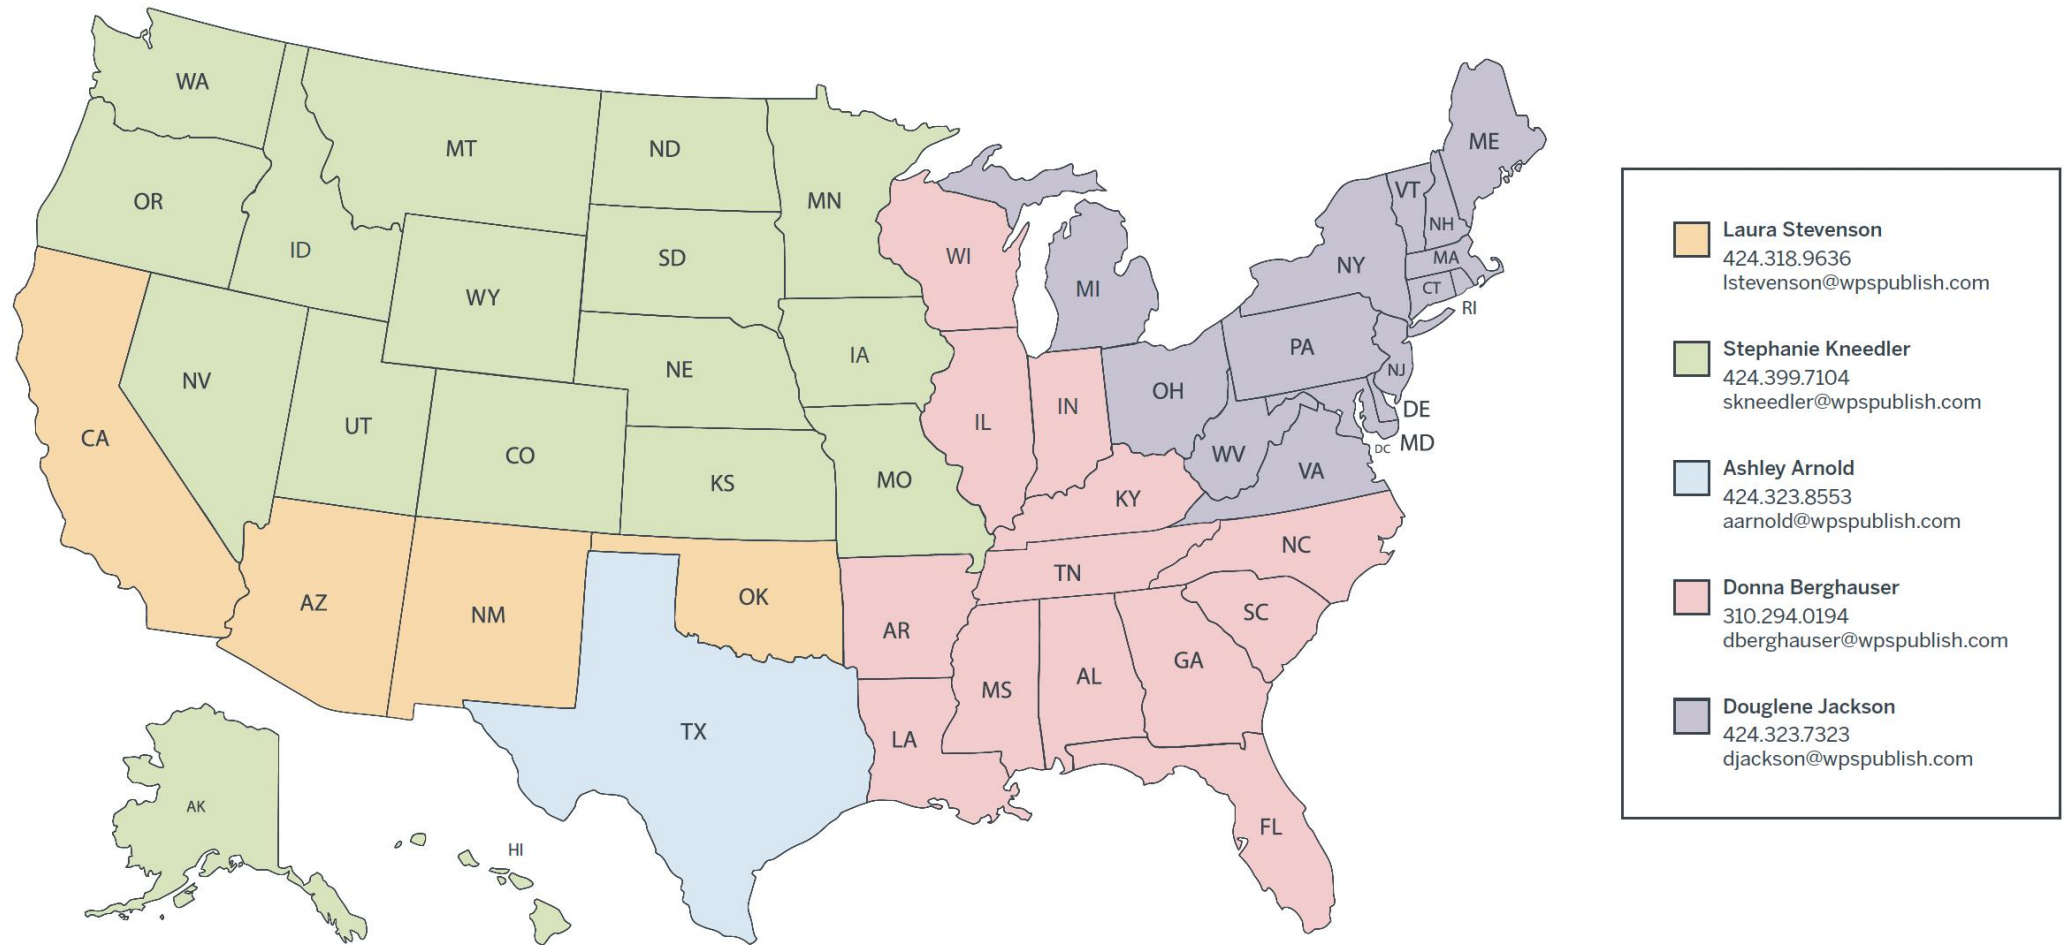 WA
MT
ND
MN
OR
ID
SD
WY
WI
MI
NY
VT
NH
ME
MA
CT
RI
NV
UT
CO
NE
IA
IL
IN
OH
PA
NJ
DE
MD
DC
WV
VA
CA
KS
MO
KY
NC
TN
SC
AZ
NM
OK
AR
MS
AL
GA
TX
LA
FL
AK
HI
Laura Stevenson
424.318.9636
lstevenson@wpspublish.com
Stephanie Kneedler
424.399.7104
skneedler@wpspublish.com
Ashley Arnold
424.323.8553
aarnold@wpspublish.com
Donna Berghauser
310.294.0194
dberghauser@wpspublish.com
Douglene Jackson
424.323.7323
djackson@wpspublish.com